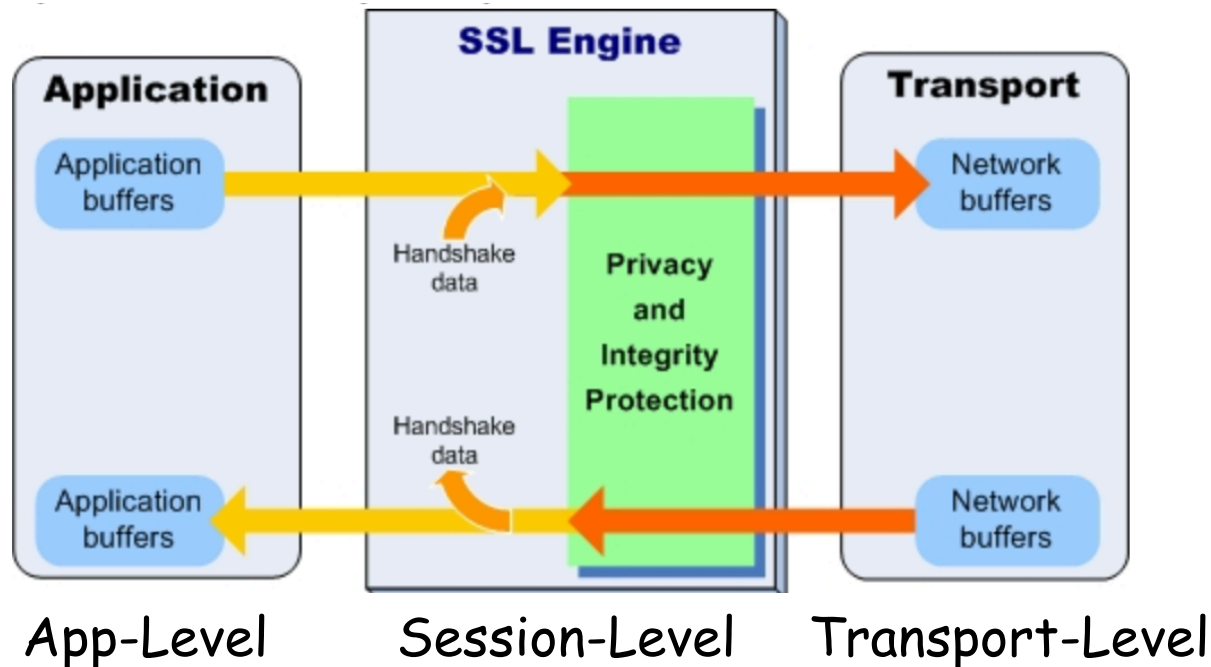 SSL Engine
Application
Transport
Application
buffers
Network
buffers
Handshake
data
Privacy
and
Integrity
Protection
Handshake
data
Application
buffers
Network
buffers
App-Level
Session-Level
Transport-Level